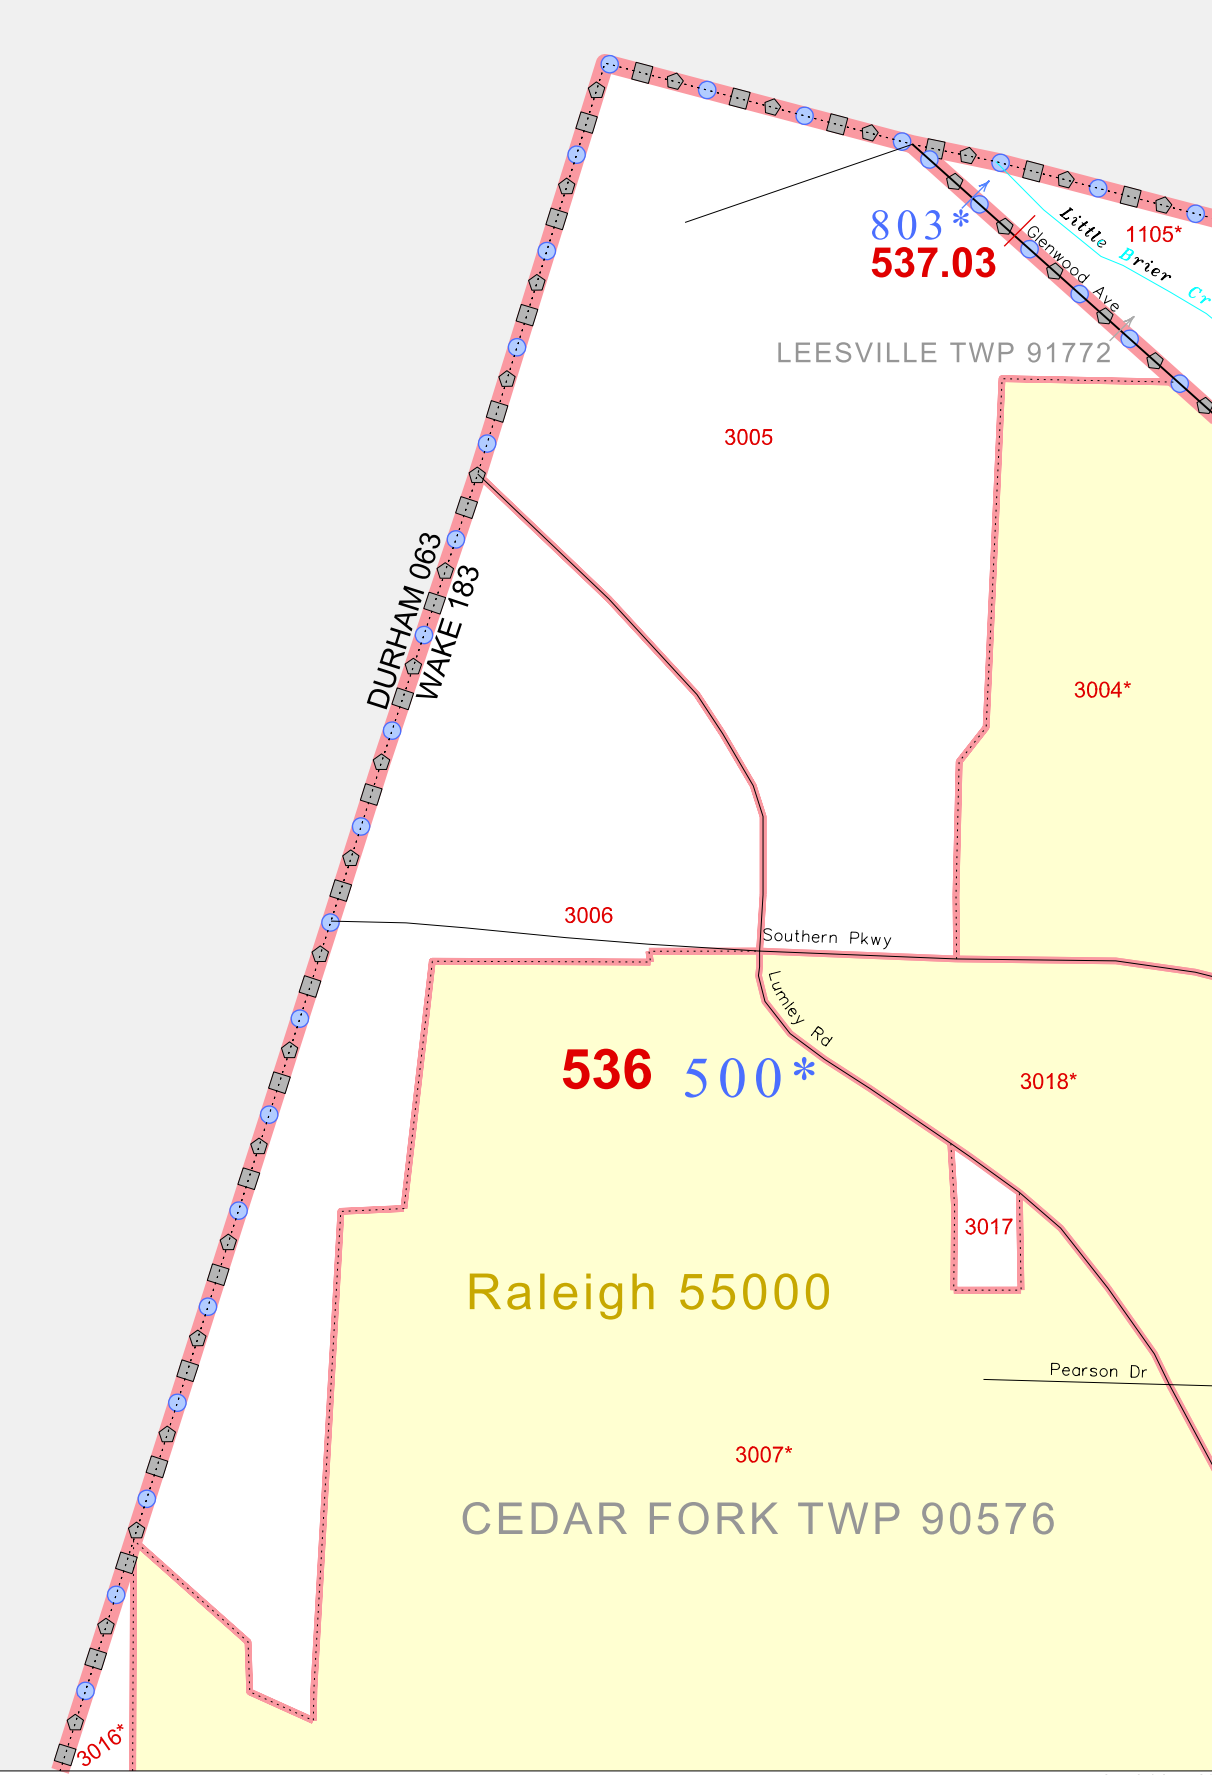 803*
537.03
Little Brier Cr
1105*
Glenwood Ave
LEESVILLE TWP 91772
3005
DURHAM 063
WAKE 183
3004*
3006
Southern Pkwy
Lumley Rd
536 500*
3018*
3017
Raleigh 55000
Pearson Dr
3007*
CEDAR FORK TWP 90576
3016*